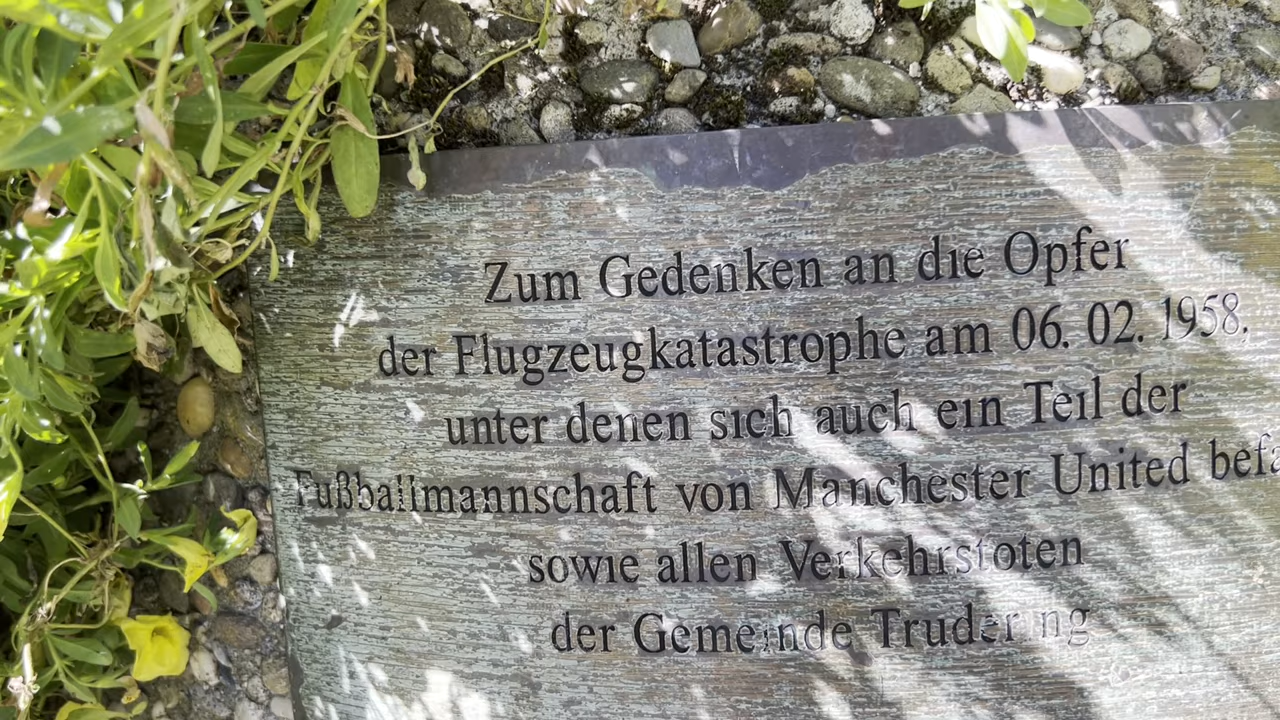 Zum Gedenken an die Opfer
der Flugzeugkatastrophe am 06. 02. 1958,
unter denen sich auch ein Teil der
Fußballmannschaft von Manchester United
sowie allen Verkehrstoten
der Gemeinde Trudering